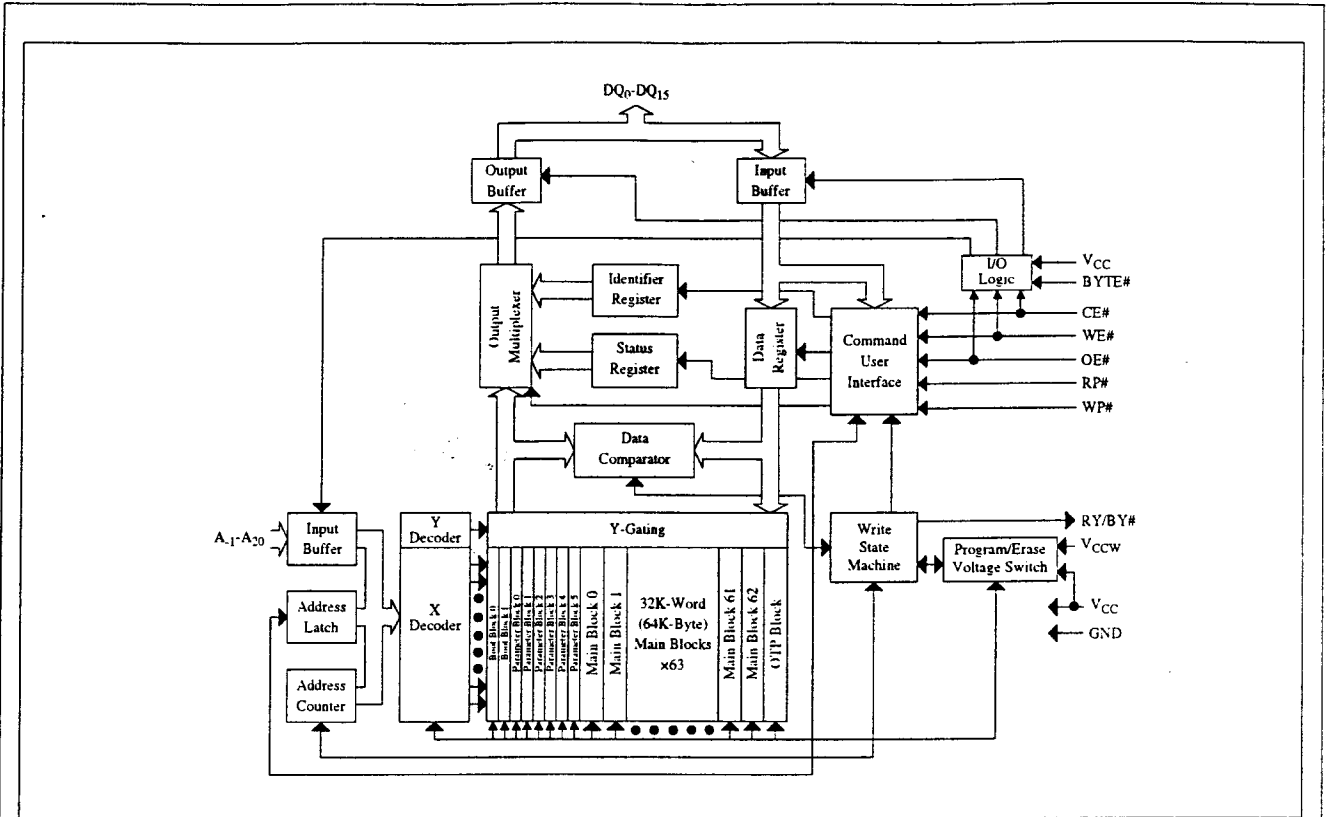 DQ0-DQ15
Output
Buffer
Input
Buffer
I/O
Logic
VCC
BYTE#
CE#
WE#
OE#
RP#
WP#
Output
Multiplexer
Identifier
Register
Status
Register
Data
Register
Command
User
Interface
Data
Comparator
A-1-A20
Input
Buffer
Address
Latch
Address
Counter
Y
Decoder
X
Decoder
Y-Gating
Boot Block 0
Boot Block 1
Parameter Block 0
Parameter Block 1
Parameter Block 2
Parameter Block 3
Parameter Block 4
Parameter Block 5
Main Block 0
Main Block 1
32K-Word
(64K-Byte)
Main Blocks
×63
Main Block 61
Main Block 62
OTP Block
Write
State
Machine
Program/Erase
Voltage Switch
RY/BY#
VCCW
VCC
GND